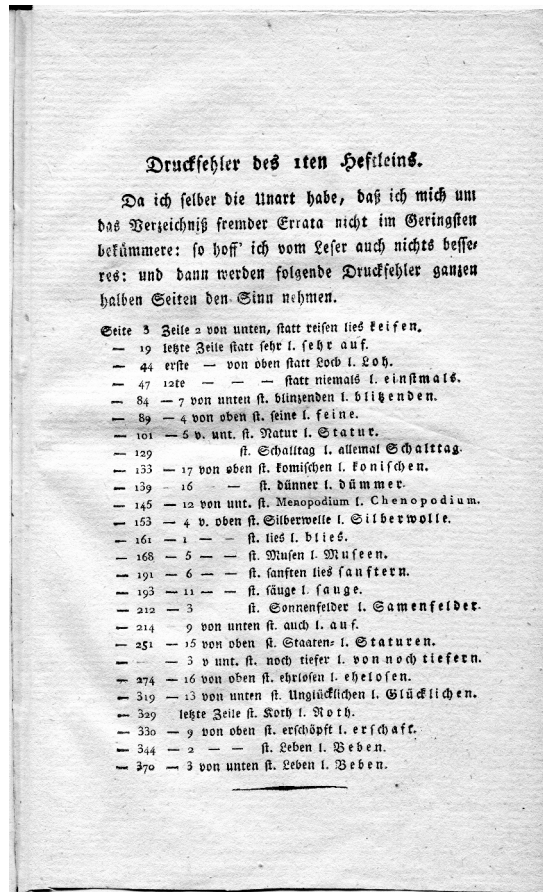 Druckfehler des 1ten Heftleins.
Da ich selber die Unart habe, daß ich mich um
das Verzeichniß fremder Errata nicht im Geringsten
bekümmere: so hoff' ich vom Leser auch nichts besse-
res: und dann werden folgende Druckfehler ganzen
halben Seiten den Sinn nehmen.
Seite 3 Zeile 2 von unten, statt reisen lies keifen.
— 19 letzte Zeile statt sehr l. sehr auf.
— 44 erste — von oben statt Loch l. Loh.
— 47 12te — — — statt niemals l. einstmals.
— 84 — 7 von unten st. blinzenden l. blitzenden.
— 89 — 4 von oben st. seine l. feine.
— 101 — 5 v. unt. st. Natur l. Statur.
— 129 st. Schalltag l. allemal Schalttag.
— 133 — 17 von oben st. komischen l. konischen.
— 139 - 16 — — st. dünner l. dümmer.
— 145 — 12 von unt. st. Menopodium l. Chenopodium.
— 153 — 4 v. oben st. Silberwelle l. Silberwolle.
— 161 — 1 — — st. lies l. blies.
— 168 — 5 — — st. Musen l. Museen.
— 191 — 6 — — st. sanften lies sanftern.
— 193 — 11 — — st. säuge l. sauge.
— 212 — 3 st. Sonnenfelder l. Samenfelder.
— 214 9 von unten st. auch l. auf.
— 251 — 15 von oben st. Staaten- l. Staturen.
— - — 3 v unt. st. noch tiefer l. von noch tiefern.
— 274 — 16 von oben st. ehrlosen l. ehelosen.
— 319 — 13 von unten st. Unglücklichen l. Glücklichen.
— 329 letzte Zeile st. Koth l. Roth.
— 330 — 9 von oben st. erschöpft l. erschaft.
— 344 — 2 — — st. Leben l. Beben.
— 370 — 3 von unten st. Leben l. Beben.